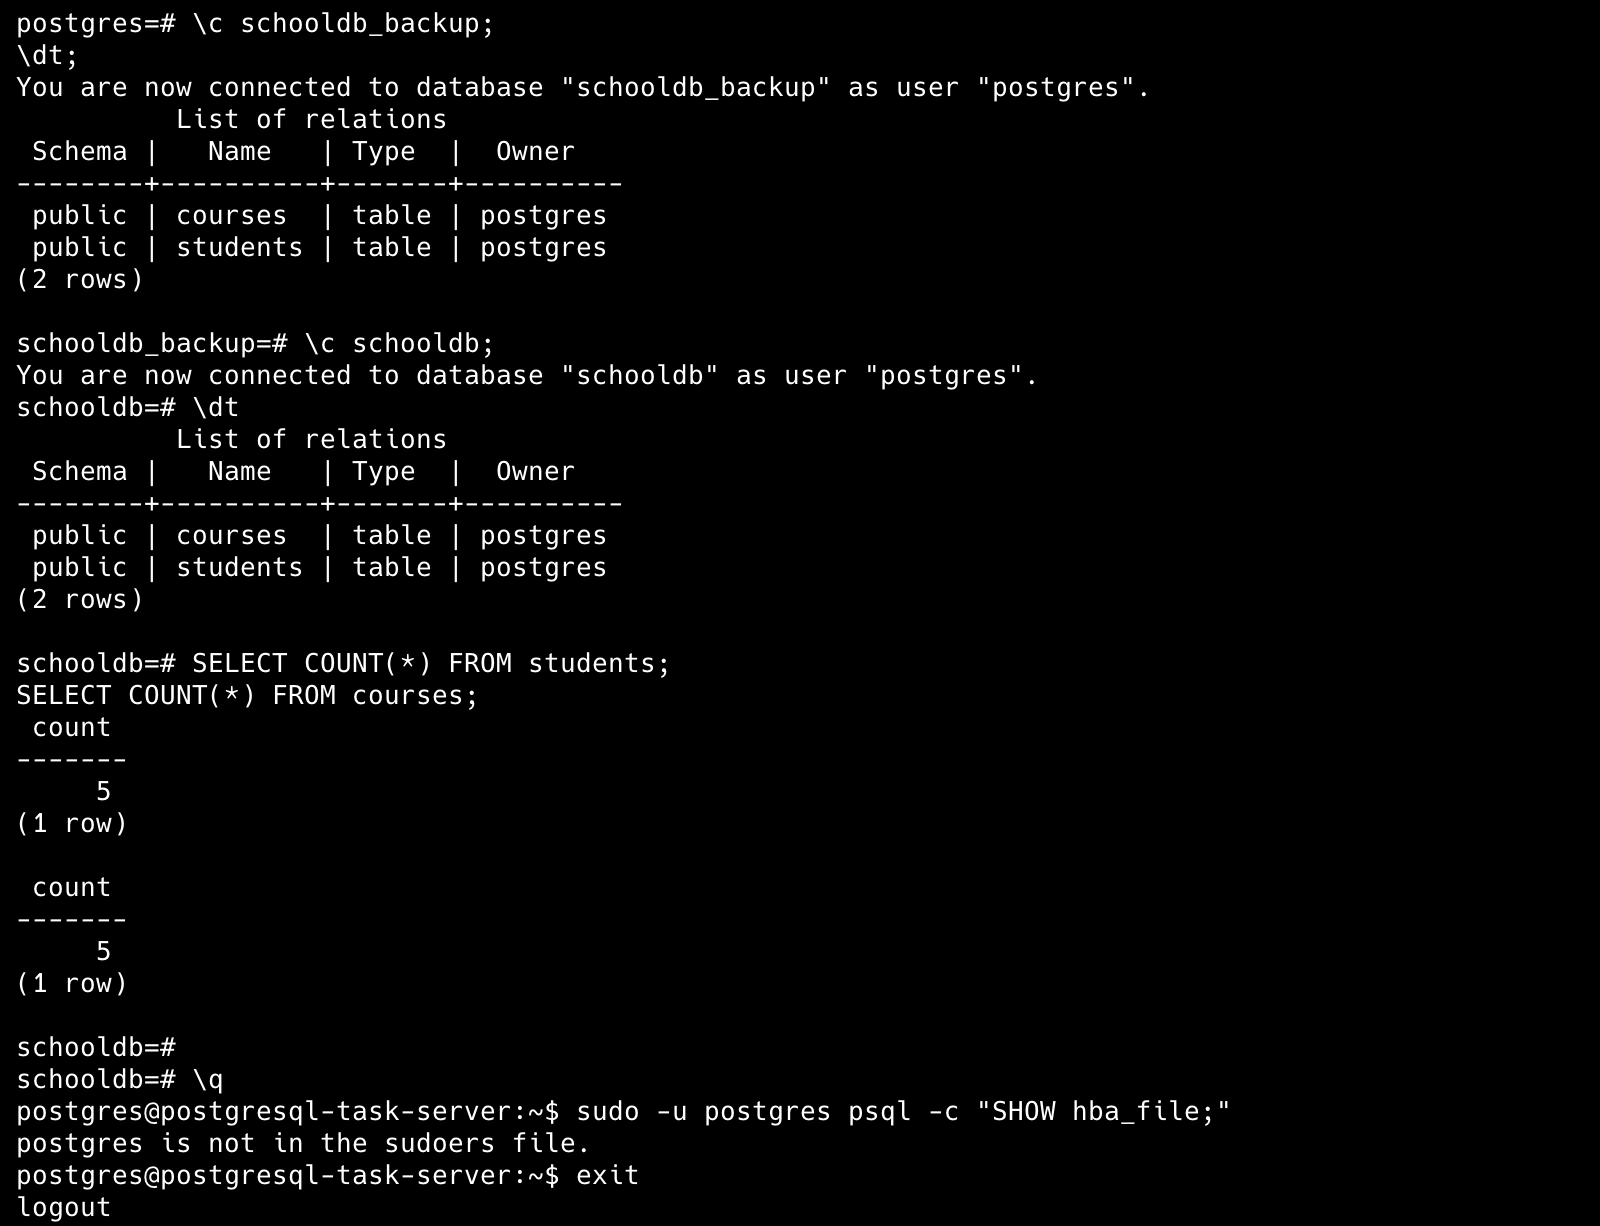 postgres=# \c schooldb_backup;
\dt;
You are now connected to database "schooldb_backup" as user "postgres".
          List of relations
 Schema |   Name   | Type  |  Owner
--------+----------+-------+----------
 public | courses  | table | postgres
 public | students | table | postgres
(2 rows)

schooldb_backup=# \c schooldb;
You are now connected to database "schooldb" as user "postgres".
schooldb=# \dt
          List of relations
 Schema |   Name   | Type  |  Owner
--------+----------+-------+----------
 public | courses  | table | postgres
 public | students | table | postgres
(2 rows)

schooldb=# SELECT COUNT(*) FROM students;
SELECT COUNT(*) FROM courses;
 count
-------
     5
(1 row)

 count
-------
     5
(1 row)

schooldb=#
schooldb=# \q
postgres@postgresql-task-server:~$ sudo -u postgres psql -c "SHOW hba_file;"
postgres is not in the sudoers file.
postgres@postgresql-task-server:~$ exit
logout